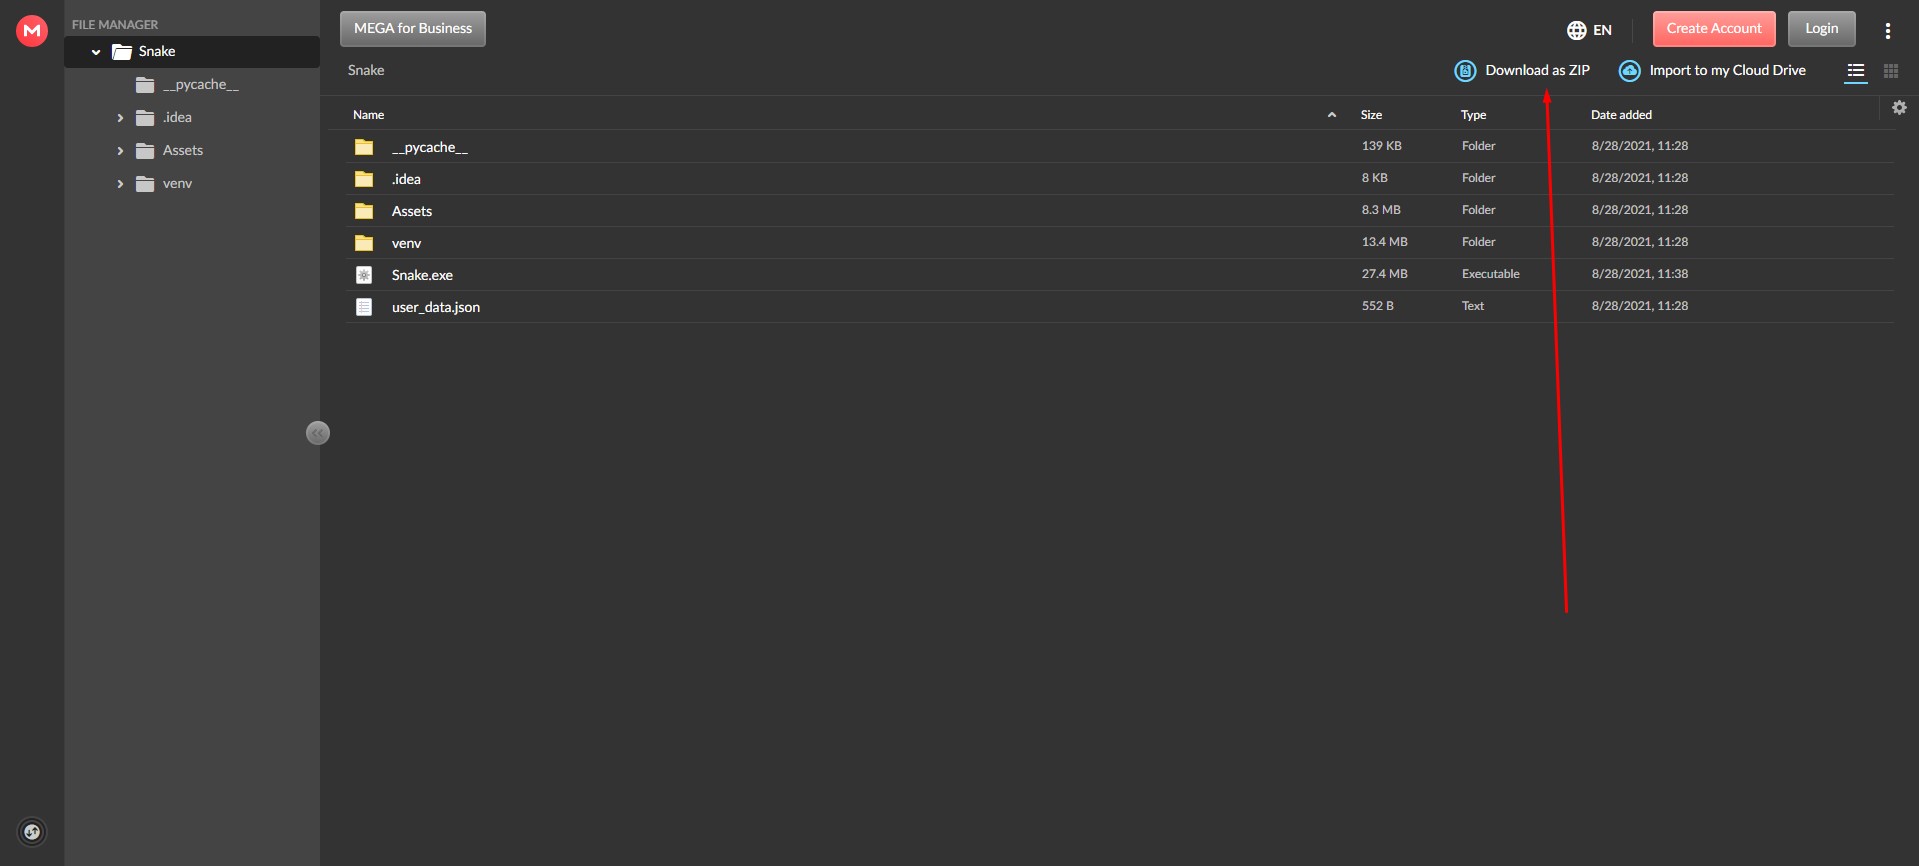 FILE MANAGER
Snake
__pycache__
.idea
Assets
venv
MEGA for Business
EN
Create Account
Login
Snake
Download as ZIP
Import to my Cloud Drive
Name Size Type Date added
__pycache__ 139 KB Folder 8/28/2021, 11:28
.idea 8 KB Folder 8/28/2021, 11:28
Assets 8.3 MB Folder 8/28/2021, 11:28
venv 13.4 MB Folder 8/28/2021, 11:28
Snake.exe 27.4 MB Executable 8/28/2021, 11:38
user_data.json 552 B Text 8/28/2021, 11:28